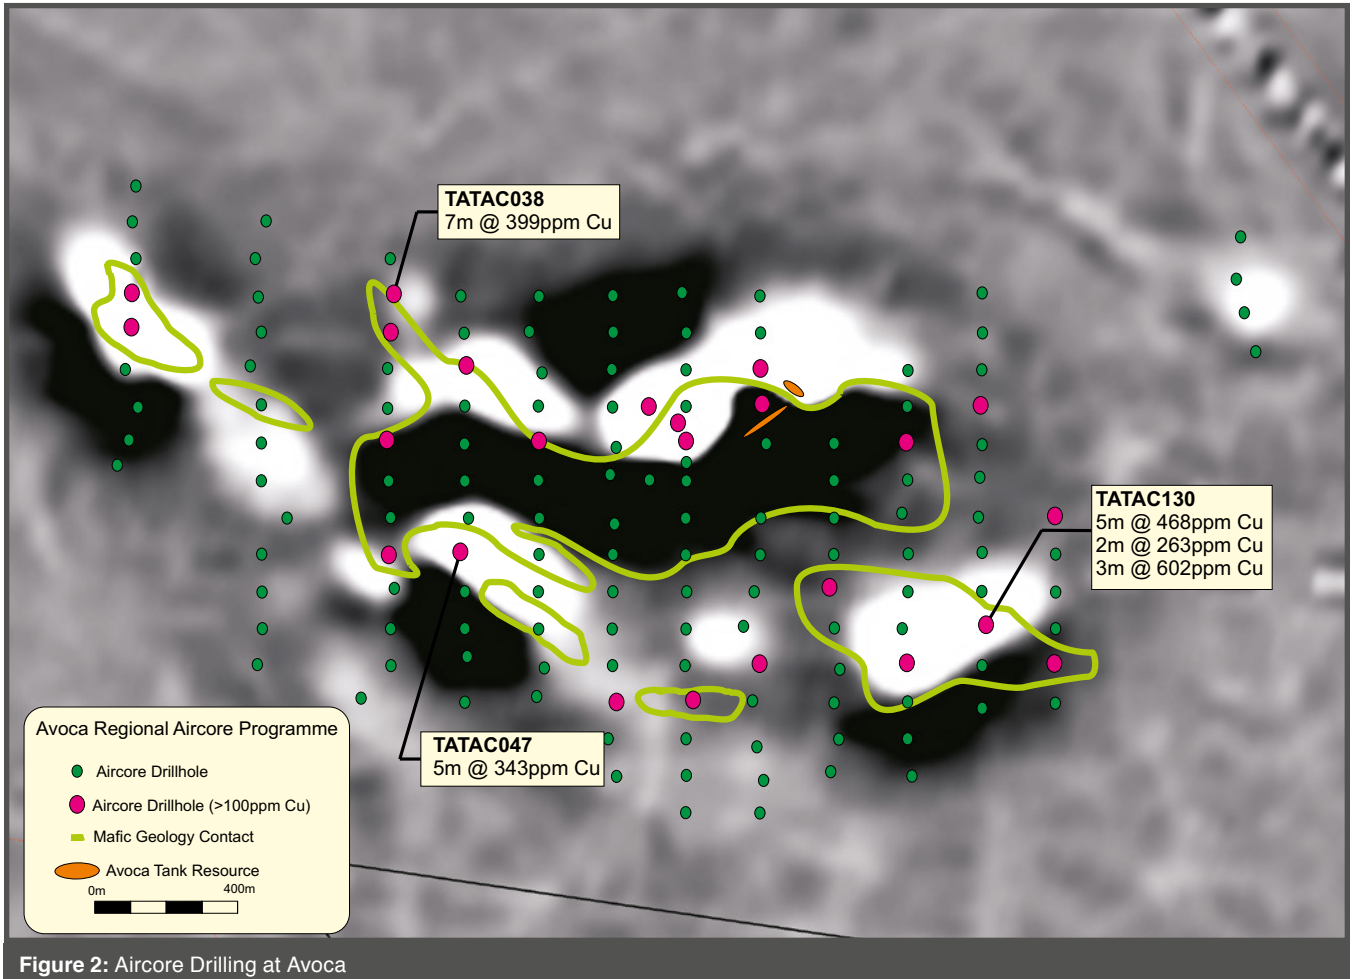 TATAC038
7m @ 399ppm Cu
TATAC130
5m @ 468ppm Cu
2m @ 263ppm Cu
3m @ 602ppm Cu
TATAC047
5m @ 343ppm Cu
Avoca Regional Aircore Programme
Aircore Drillhole
Aircore Drillhole (>100ppm Cu)
Mafic Geology Contact
Avoca Tank Resource
0m 400m
Figure 2: Aircore Drilling at Avoca